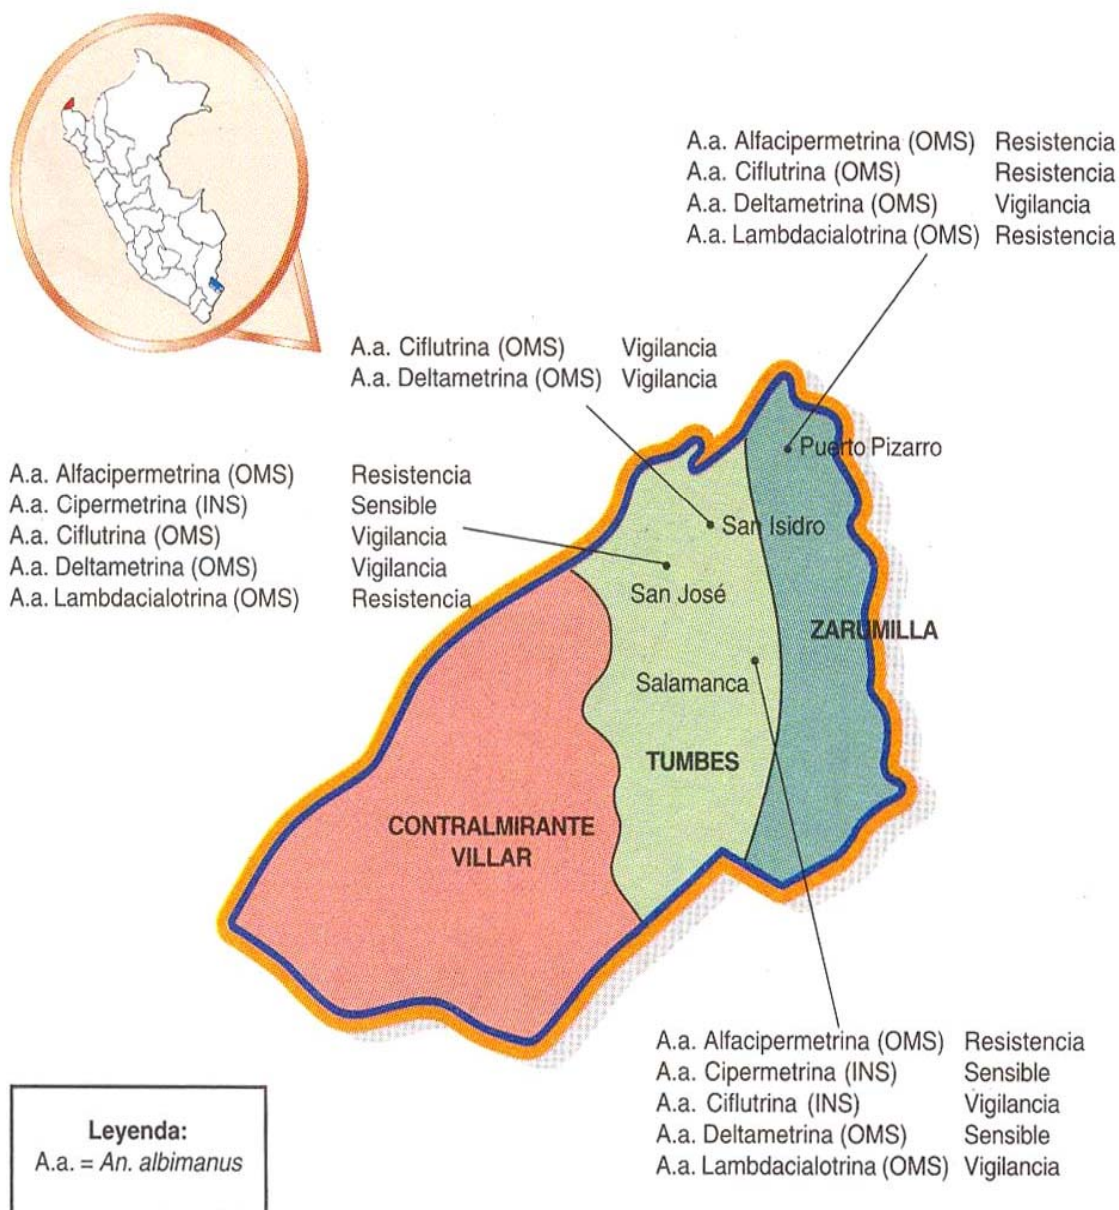 A.a. Alfacipermetrina (OMS) Resistencia
A.a. Ciflutrina (OMS) Resistencia
A.a. Deltametrina (OMS) Vigilancia
A.a. Lambdacialotrina (OMS) Resistencia
A.a. Ciflutrina (OMS) Vigilancia
A.a. Deltametrina (OMS) Vigilancia
A.a. Alfacipermetrina (OMS) Resistencia
A.a. Cipermetrina (INS) Sensible
A.a. Ciflutrina (OMS) Vigilancia
A.a. Deltametrina (OMS) Vigilancia
A.a. Lambdacialotrina (OMS) Resistencia
Puerto Pizarro
San Isidro
San José
ZARUMILLA
Salamanca
TUMBES
CONTRALMIRANTE
VILLAR
A.a. Alfacipermetrina (OMS) Resistencia
A.a. Cipermetrina (INS) Sensible
A.a. Ciflutrina (INS) Vigilancia
A.a. Deltametrina (OMS) Sensible
A.a. Lambdacialotrina (OMS) Vigilancia
Leyenda:
A.a. = An. albimanus